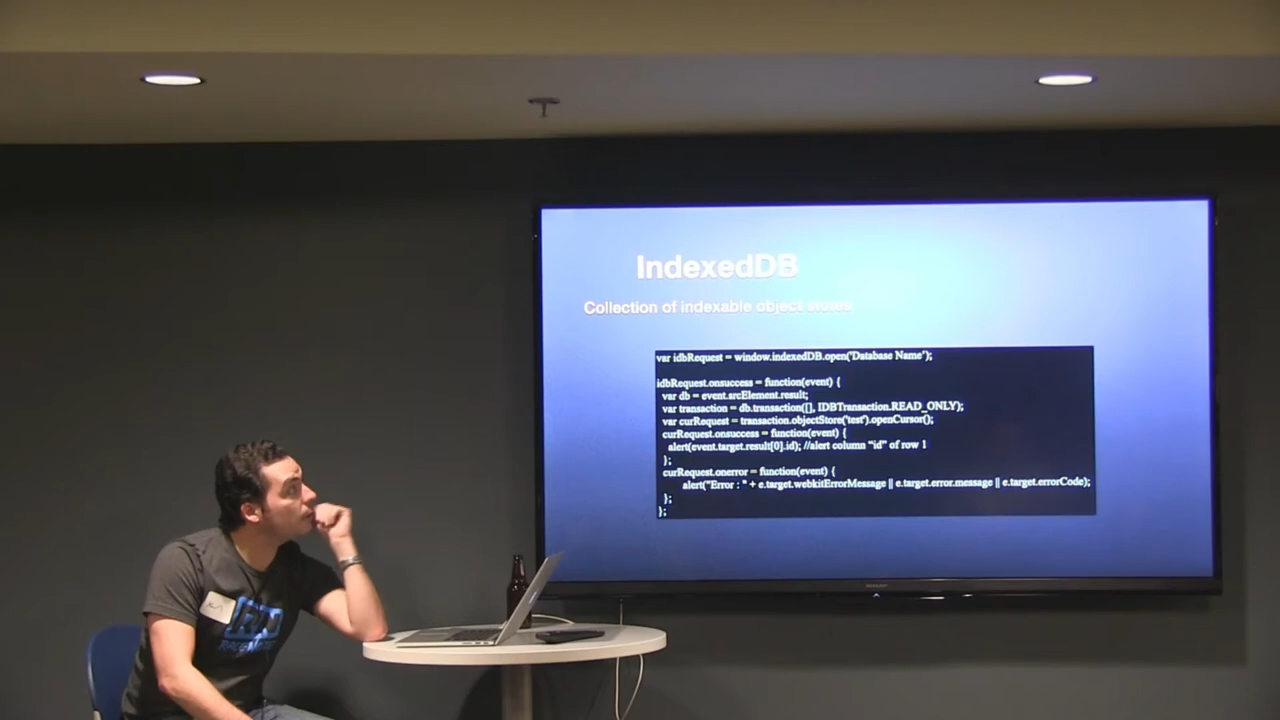 IndexedDB
Collection of indexable object stores
var idbRequest = window.indexedDB.open('Database Name');
idbRequest.onsuccess = function(event) {
var db = event.srcElement.result;
var transaction = db.transaction([], IDBTransaction.READ_ONLY);
var curRequest = transaction.objectStore('test').openCursor();
curRequest.onsuccess = function(event) {
alert(event.target.result[0].id); //alert column "id" of row 1
};
curRequest.onerror = function(event) {
alert("Error : " + e.target.webkitErrorMessage || e.target.error.message || e.target.errorCode);
};
};
SHARP